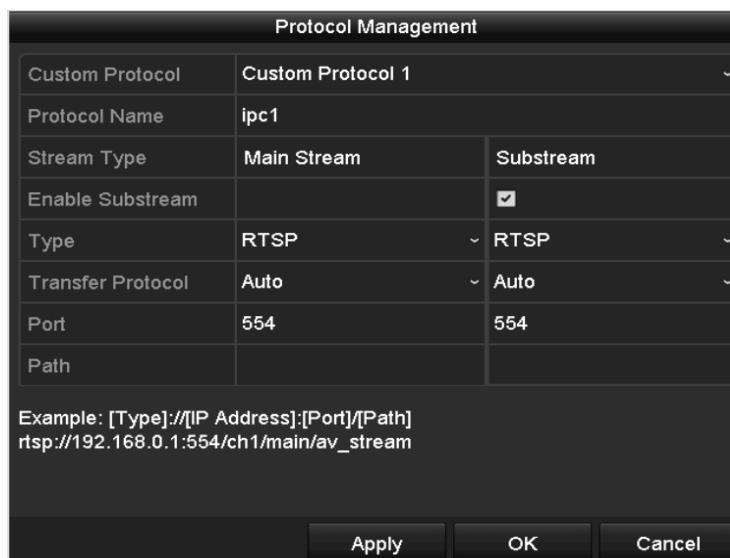 Protocol Management
Custom Protocol Custom Protocol 1
Protocol Name ipc1
Stream Type Main Stream Substream
Enable Substream
Type RTSP RTSP
Transfer Protocol Auto Auto
Port 554 554
Path
Example: [Type]://[IP Address]:[Port]/[Path]
rtsp://192.168.0.1:554/ch1/main/av_stream
Apply OK Cancel